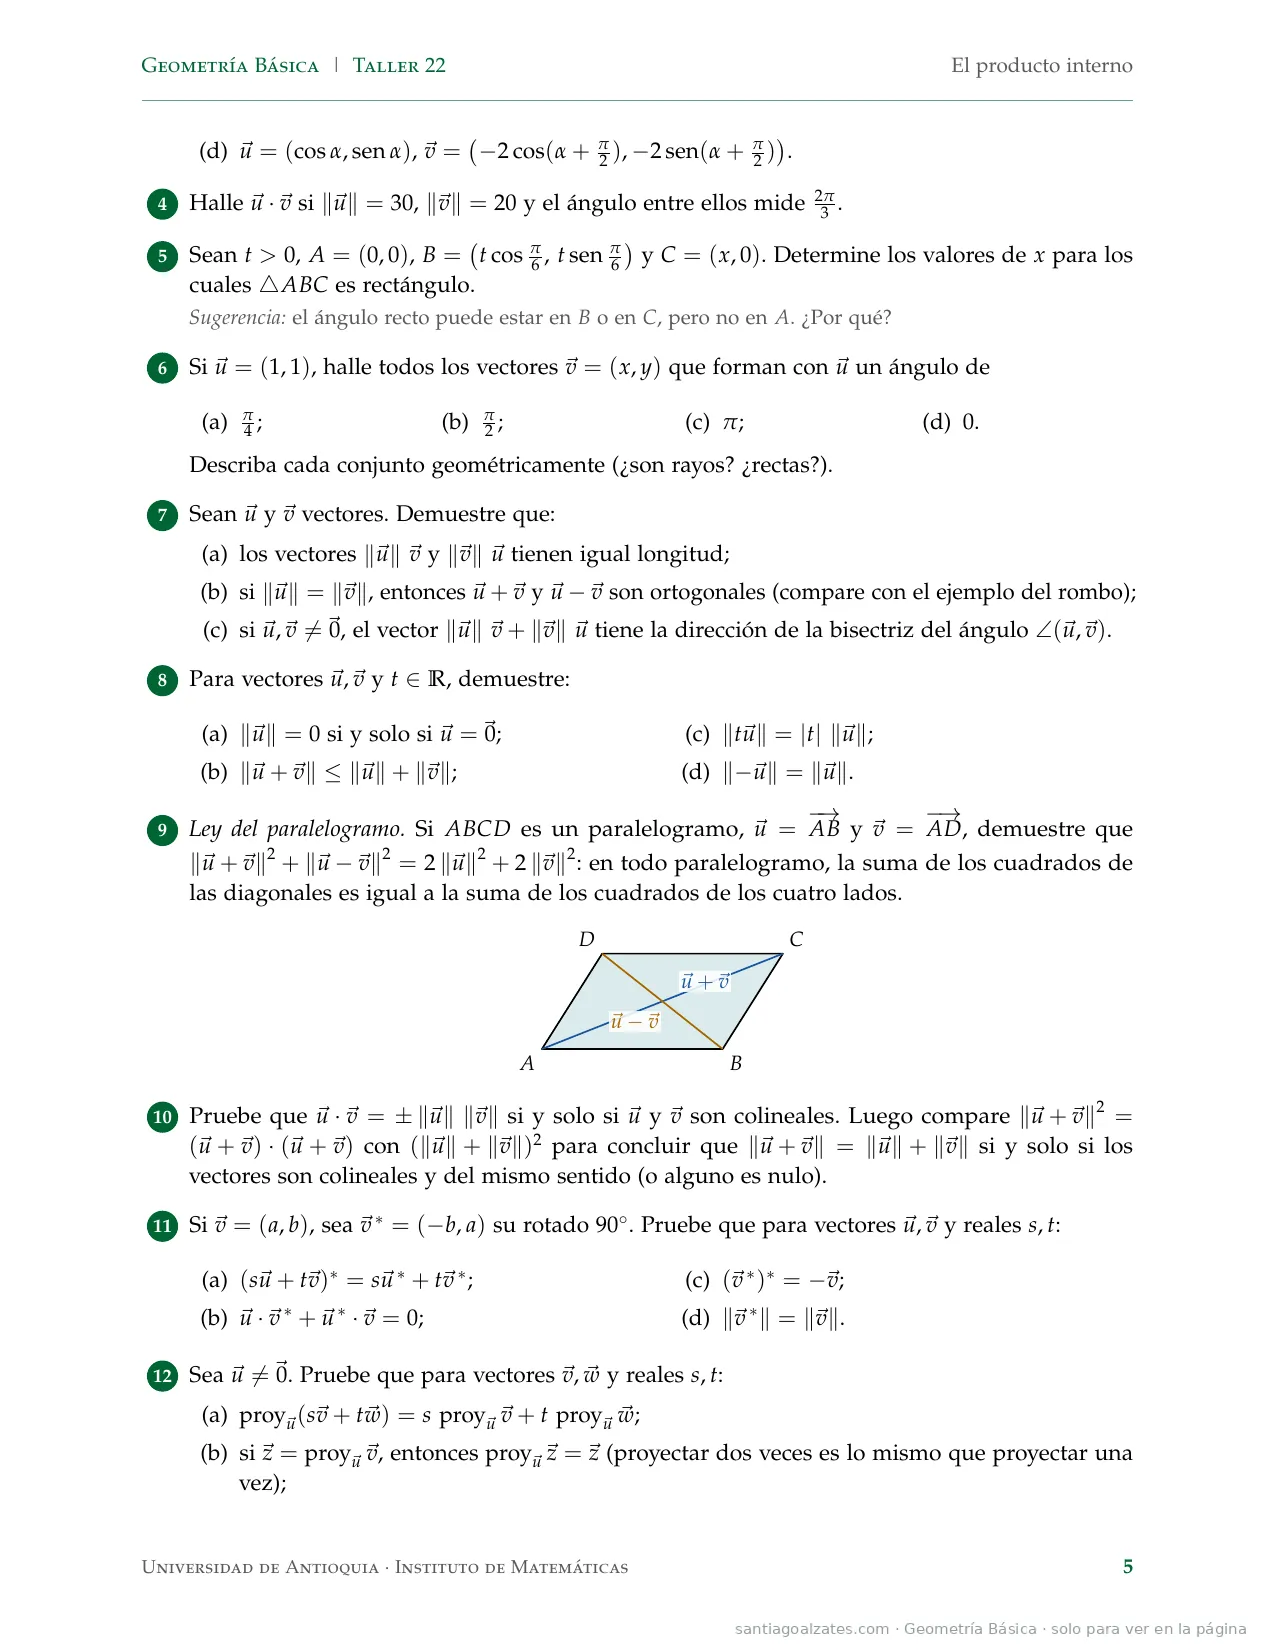 Geometría Básica | Taller 22
El producto interno
(d) u⃗ = (cos α, sen α), v⃗ = (−2 cos(α + π/2), −2 sen(α + π/2)).
4 Halle u⃗ · v⃗ si ‖u⃗‖ = 30, ‖v⃗‖ = 20 y el ángulo entre ellos mide 2π/3.
5 Sean t > 0, A = (0, 0), B = (t cos π/6, t sen π/6) y C = (x, 0). Determine los valores de x para los
cuales △ABC es rectángulo.
Sugerencia: el ángulo recto puede estar en B o en C, pero no en A. ¿Por qué?
6 Si u⃗ = (1, 1), halle todos los vectores v⃗ = (x, y) que forman con u⃗ un ángulo de
(a) π/4; (b) π/2; (c) π; (d) 0.
Describa cada conjunto geométricamente (¿son rayos? ¿rectas?).
7 Sean u⃗ y v⃗ vectores. Demuestre que:
(a) los vectores ‖u⃗‖ v⃗ y ‖v⃗‖ u⃗ tienen igual longitud;
(b) si ‖u⃗‖ = ‖v⃗‖, entonces u⃗ + v⃗ y u⃗ − v⃗ son ortogonales (compare con el ejemplo del rombo);
(c) si u⃗, v⃗ ≠ 0⃗, el vector ‖u⃗‖ v⃗ + ‖v⃗‖ u⃗ tiene la dirección de la bisectriz del ángulo ∠(u⃗, v⃗).
8 Para vectores u⃗, v⃗ y t ∈ ℝ, demuestre:
(a) ‖u⃗‖ = 0 si y solo si u⃗ = 0⃗; (c) ‖tu⃗‖ = |t| ‖u⃗‖;
(b) ‖u⃗ + v⃗‖ ≤ ‖u⃗‖ + ‖v⃗‖; (d) ‖−u⃗‖ = ‖u⃗‖.
9 Ley del paralelogramo. Si ABCD es un paralelogramo, u⃗ = AB→ y v⃗ = AD→, demuestre que
‖u⃗ + v⃗‖² + ‖u⃗ − v⃗‖² = 2 ‖u⃗‖² + 2 ‖v⃗‖²: en todo paralelogramo, la suma de los cuadrados de
las diagonales es igual a la suma de los cuadrados de los cuatro lados.
D C
u⃗ + v⃗
u⃗ − v⃗
A B
10 Pruebe que u⃗ · v⃗ = ± ‖u⃗‖ ‖v⃗‖ si y solo si u⃗ y v⃗ son colineales. Luego compare ‖u⃗ + v⃗‖² =
(u⃗ + v⃗) · (u⃗ + v⃗) con (‖u⃗‖ + ‖v⃗‖)² para concluir que ‖u⃗ + v⃗‖ = ‖u⃗‖ + ‖v⃗‖ si y solo si los
vectores son colineales y del mismo sentido (o alguno es nulo).
11 Si v⃗ = (a, b), sea v⃗* = (−b, a) su rotado 90°. Pruebe que para vectores u⃗, v⃗ y reales s, t:
(a) (su⃗ + tv⃗)* = su⃗* + tv⃗*; (c) (v⃗*)* = −v⃗;
(b) u⃗ · v⃗* + u⃗* · v⃗ = 0; (d) ‖v⃗*‖ = ‖v⃗‖.
12 Sea u⃗ ≠ 0⃗. Pruebe que para vectores v⃗, w⃗ y reales s, t:
(a) proy_u⃗(sv⃗ + tw⃗) = s proy_u⃗ v⃗ + t proy_u⃗ w⃗;
(b) si z⃗ = proy_u⃗ v⃗, entonces proy_u⃗ z⃗ = z⃗ (proyectar dos veces es lo mismo que proyectar una
vez);
Universidad de Antioquia · Instituto de Matemáticas
5
santiagoalzates.com · Geometría Básica · solo para ver en la página